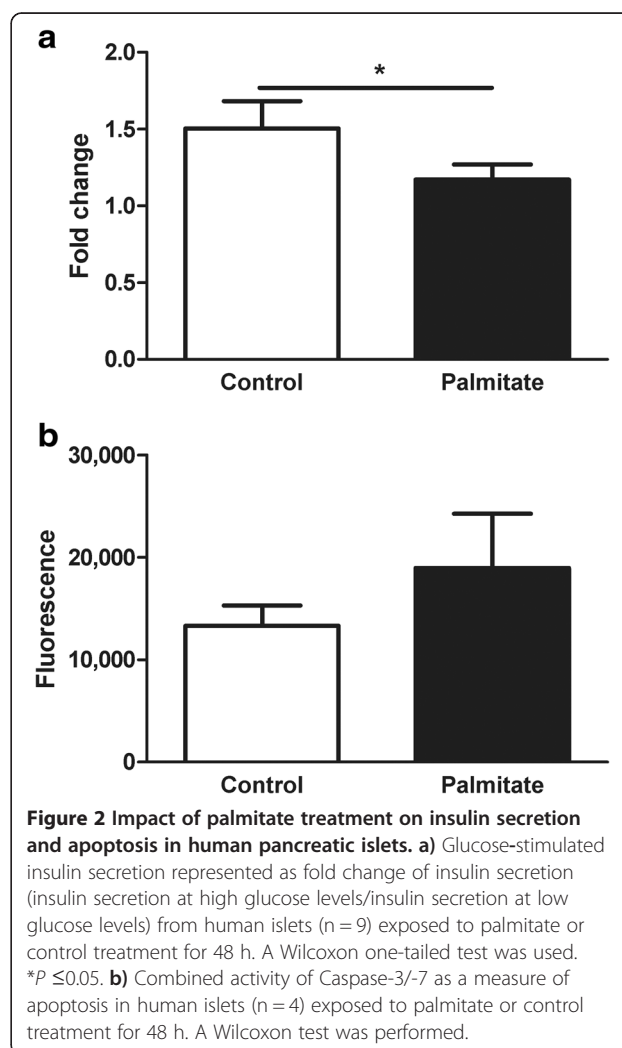 a
2.0
*
1.5
Fold change
1.0
0.5
0.0
Control Palmitate
b
30,000
20,000
Fluorescence
10,000
0
Control Palmitate
Figure 2 Impact of palmitate treatment on insulin secretion
and apoptosis in human pancreatic islets. a) Glucose-stimulated
insulin secretion represented as fold change of insulin secretion
(insulin secretion at high glucose levels/insulin secretion at low
glucose levels) from human islets (n = 9) exposed to palmitate or
control treatment for 48 h. A Wilcoxon one-tailed test was used.
*P ≤0.05. b) Combined activity of Caspase-3/-7 as a measure of
apoptosis in human islets (n = 4) exposed to palmitate or control
treatment for 48 h. A Wilcoxon test was performed.